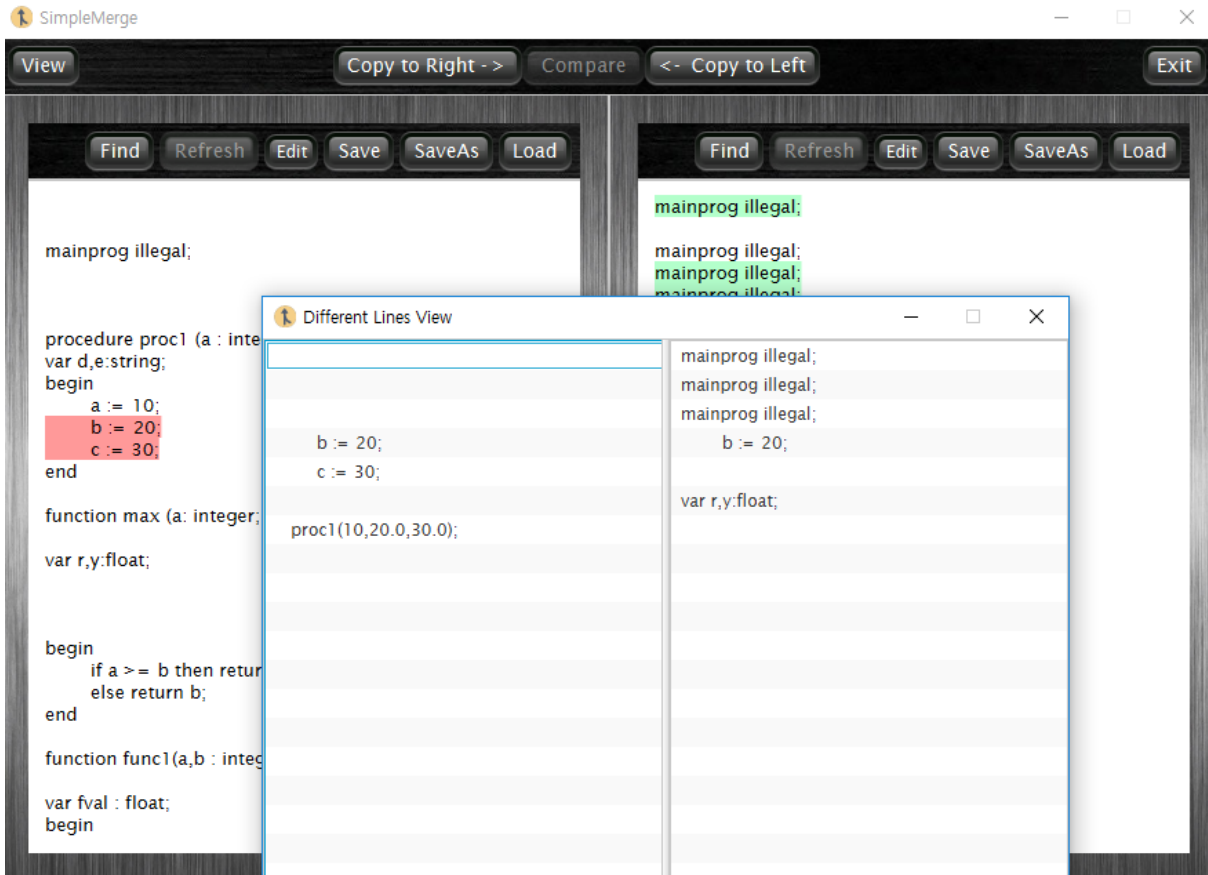 SimpleMerge
View Copy to Right -> Compare <- Copy to Left Exit
Find Refresh Edit Save SaveAs Load
Find Refresh Edit Save SaveAs Load
mainprog illegal;
procedure proc1 (a : inte
var d,e:string;
begin
a := 10;
b := 20;
c := 30;
end
function max (a: integer;
var r,y:float;
begin
if a >= b then retur
else return b;
end
function func1(a,b : integ
var fval : float;
begin
mainprog illegal;
mainprog illegal;
mainprog illegal;
mainprog illegal;
Different Lines View
b := 20;
c := 30;
proc1(10,20.0,30.0);
mainprog illegal;
mainprog illegal;
mainprog illegal;
b := 20;
var r,y:float;